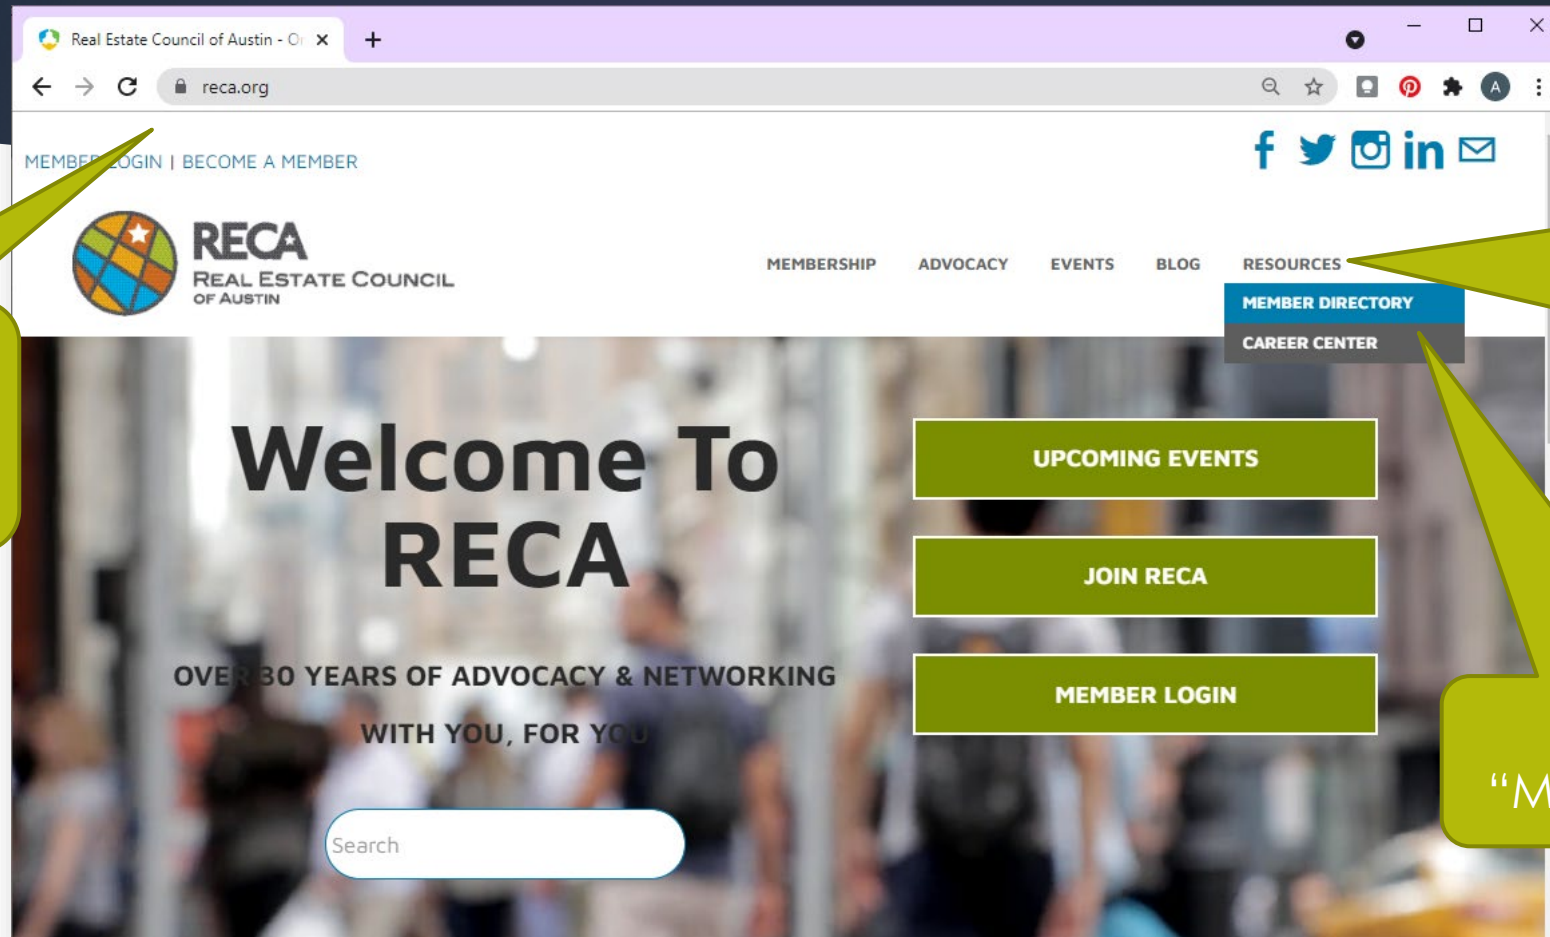 Real Estate Council of Austin - Or
reca.org
A
MEMBER LOGIN | BECOME A MEMBER
RECA
REAL ESTATE COUNCIL
OF AUSTIN
MEMBERSHIP ADVOCACY EVENTS BLOG RESOURCES
MEMBER DIRECTORY
CAREER CENTER
Welcome To
RECA
OVER 30 YEARS OF ADVOCACY & NETWORKING
WITH YOU, FOR YOU
Search
UPCOMING EVENTS
JOIN RECA
MEMBER LOGIN
“M